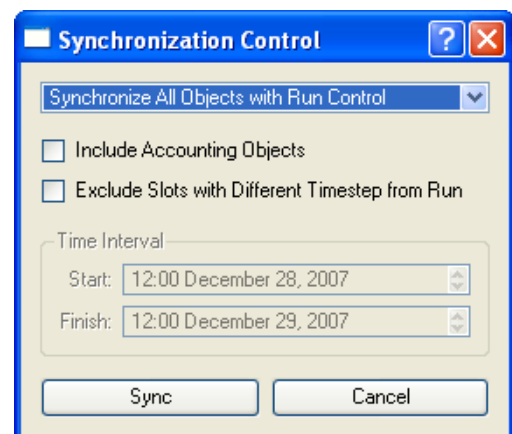 Synchronization Control
Synchronize All Objects with Run Control
Include Accounting Objects
Exclude Slots with Different Timestep from Run
Time Interval
Start: 12:00 December 28, 2007
Finish: 12:00 December 29, 2007
Sync Cancel